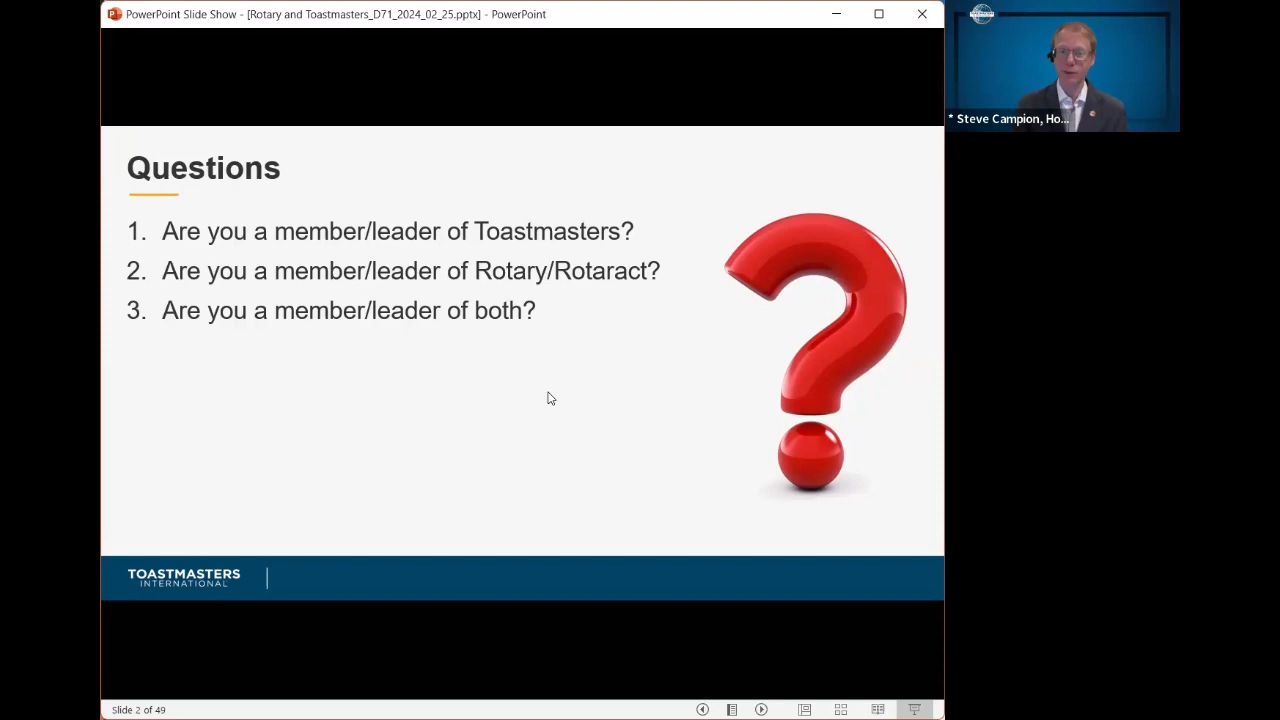 PowerPoint Slide Show - [Rotary and Toastmasters_D71_2024_02_25.pptx] - PowerPoint
* Steve Campion, Ho...
Questions
1. Are you a member/leader of Toastmasters?
2. Are you a member/leader of Rotary/Rotaract?
3. Are you a member/leader of both?
TOASTMASTERS
INTERNATIONAL
Slide 2 of 49